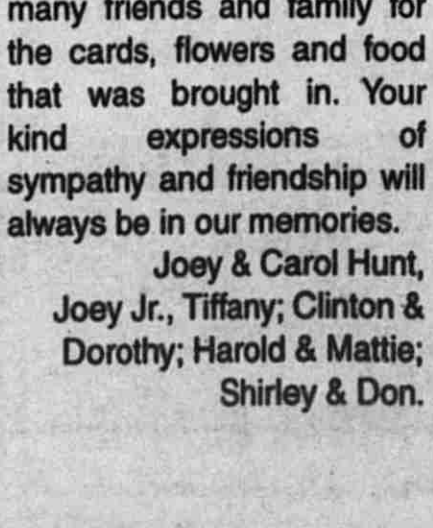 many friends and family for
the cards, flowers and food
that was brought in. Your
kind expressions of
sympathy and friendship will
always be in our memories.
Joey & Carol Hunt,
Joey Jr., Tiffany; Clinton &
Dorothy; Harold & Mattie;
Shirley & Don.